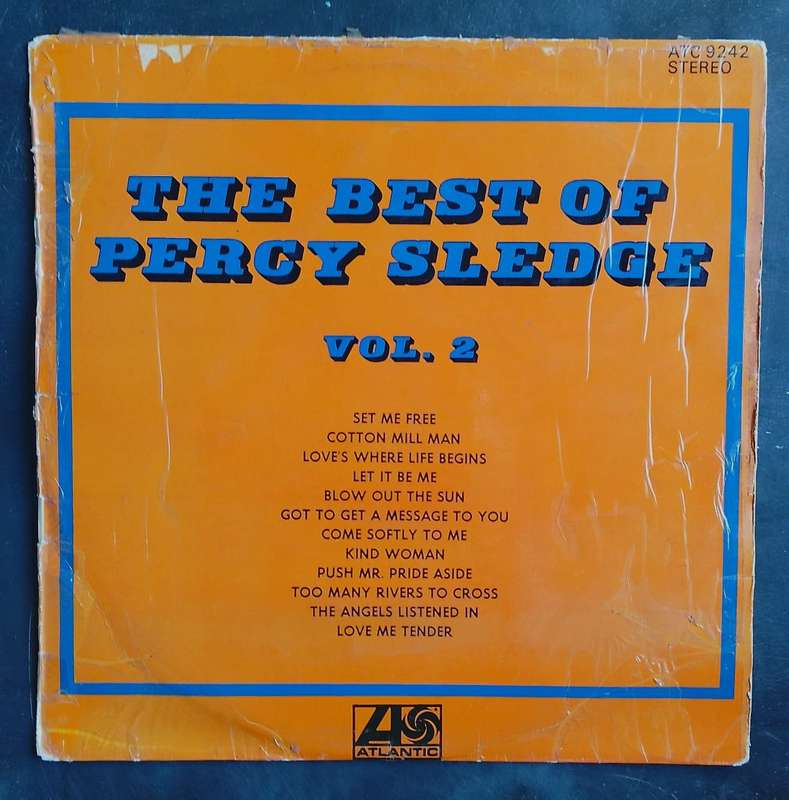 ATC 9242
STEREO
THE BEST OF
PERCY SLEDGE
VOL. 2
SET ME FREE
COTTON MILL MAN
LOVE'S WHERE LIFE BEGINS
LET IT BE ME
BLOW OUT THE SUN
GOT TO GET A MESSAGE TO YOU
COME SOFTLY TO ME
KIND WOMAN
PUSH MR. PRIDE ASIDE
TOO MANY RIVERS TO CROSS
THE ANGELS LISTENED IN
LOVE ME TENDER
ATLANTIC